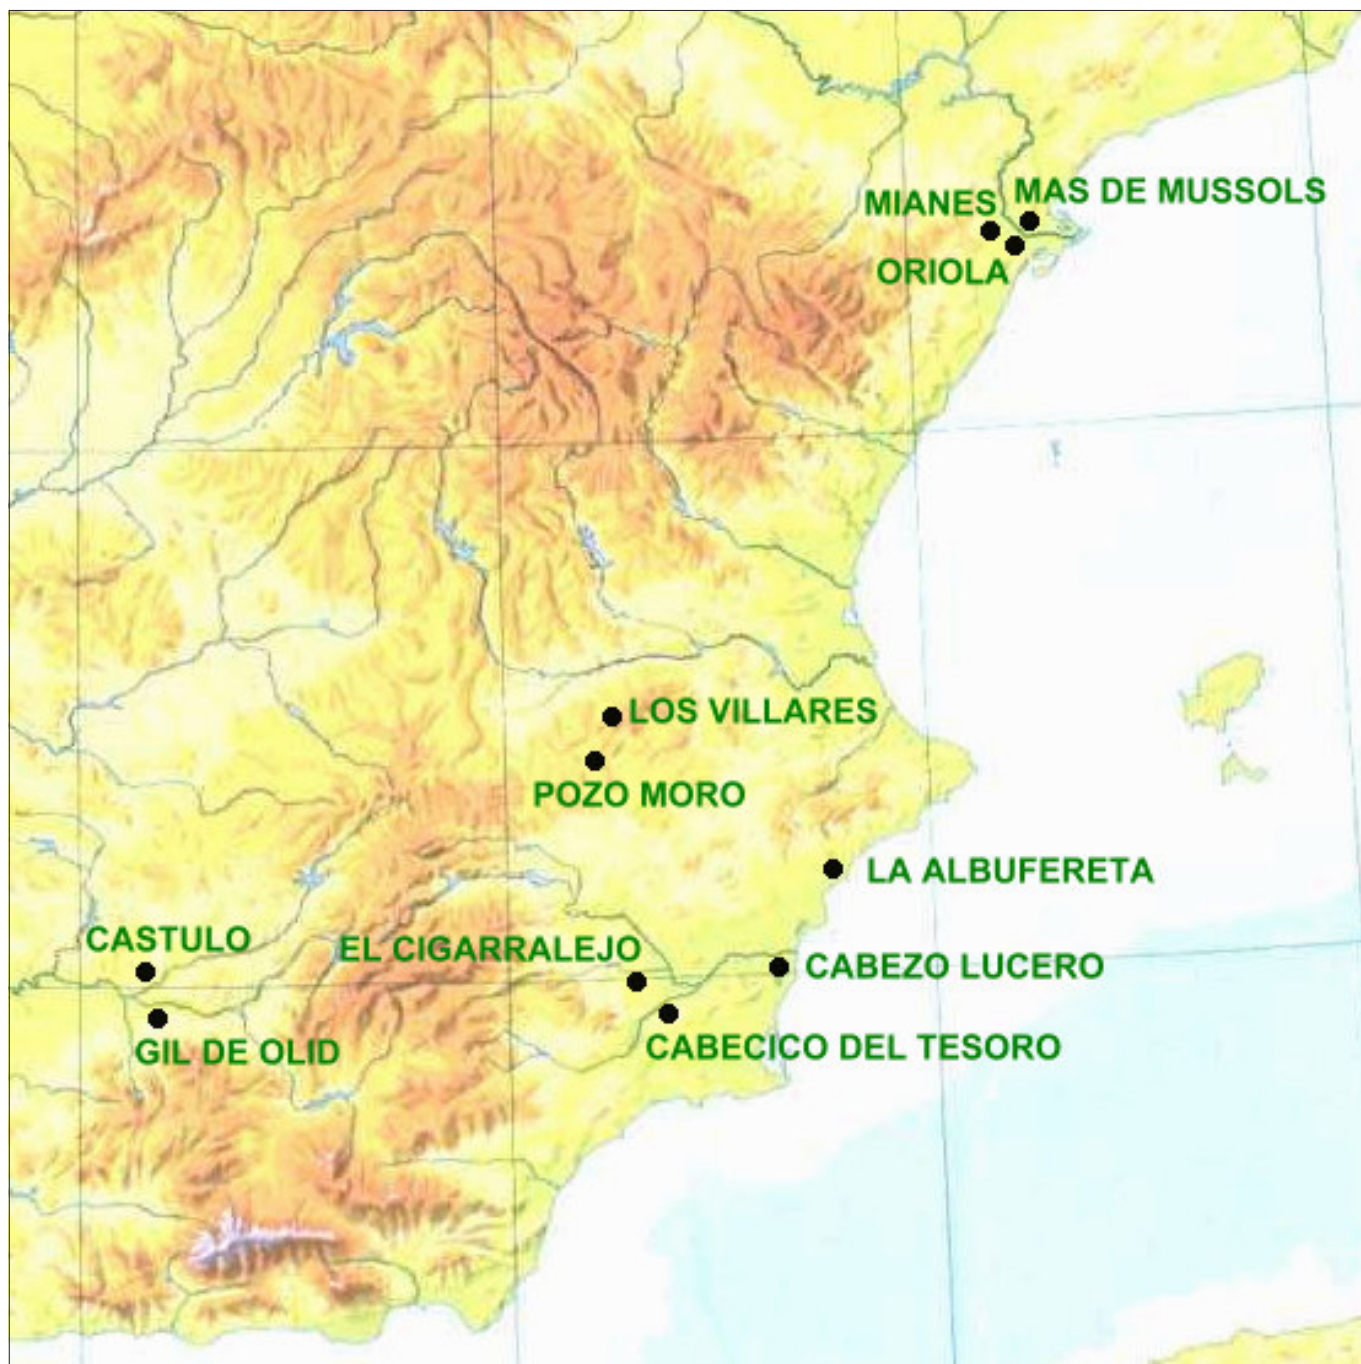 MAS DE MUSSOLS
MIANES
ORIOLA
LOS VILLARES
POZO MORO
LA ALBUFERETA
CASTULO
EL CIGARRALEJO
CABEZO LUCERO
GIL DE OLID
CABECICO DEL TESORO